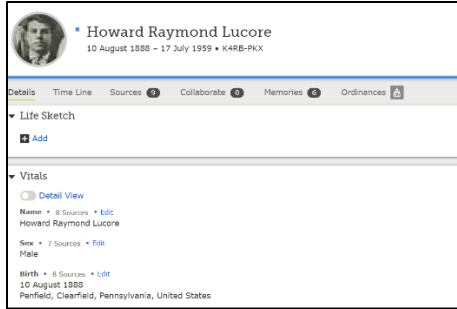 Howard Raymond Lucore
10 August 1888 – 17 July 1959 • K4RB-PKX
Details Time Line Sources 9 Collaborate 0 Memories 6 Ordinances
Life Sketch
Add
Vitals
Detail View
Name • 8 Sources • Edit
Howard Raymond Lucore
Sex • 7 Sources • Edit
Male
Birth • 8 Sources • Edit
10 August 1888
Penfield, Clearfield, Pennsylvania, United States